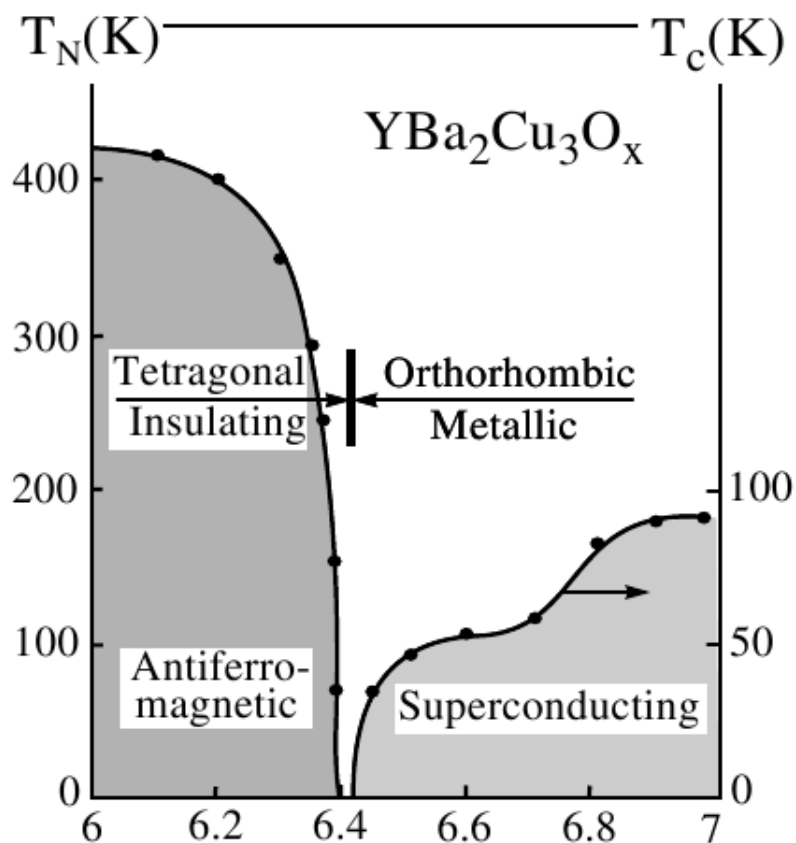 T_N(K) T_c(K)
YBa₂Cu₃Oₓ
400
300
Tetragonal Orthorhombic
Insulating Metallic
200 100
100 50
Antiferro-
magnetic
Superconducting
0 0
6 6.2 6.4 6.6 6.8 7